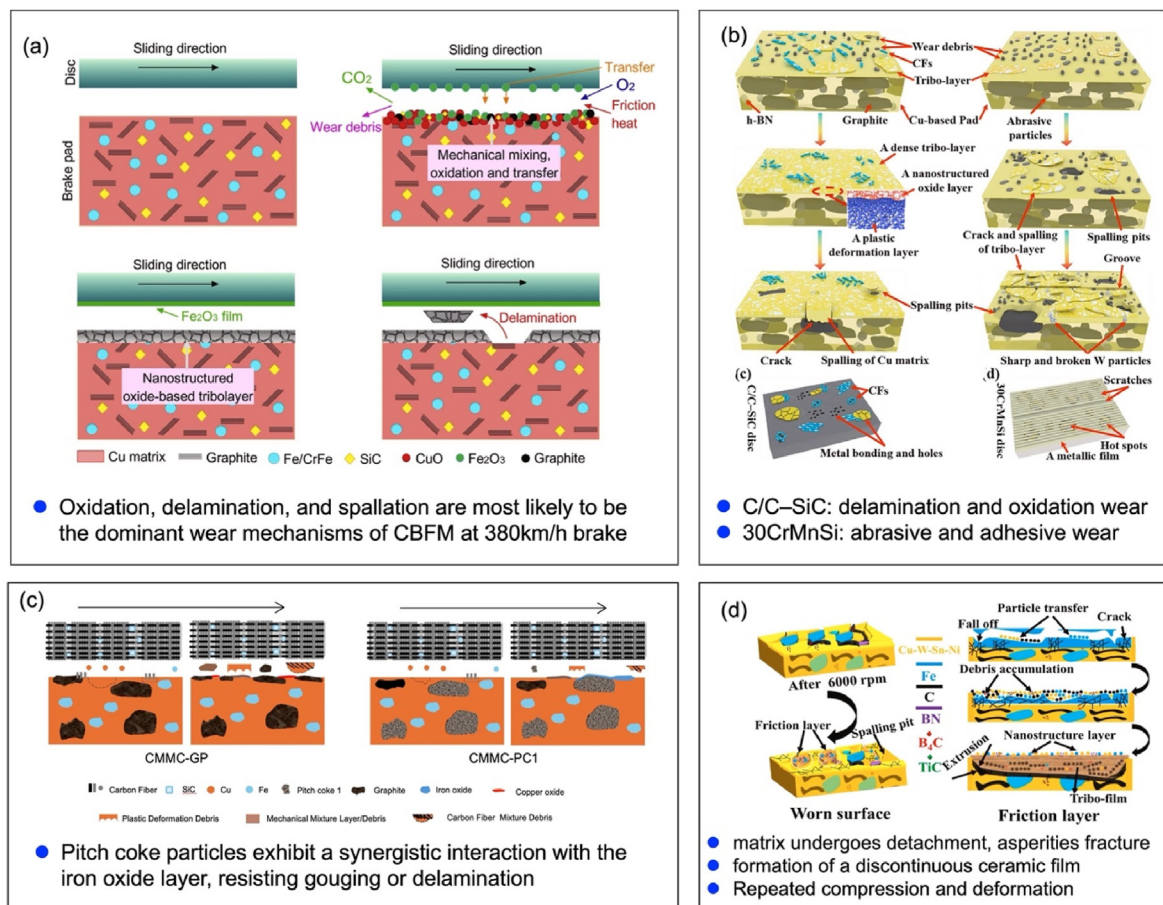 (a)
Sliding direction
Sliding direction
Disc
Brake pad
CO2
Transfer
O2
Wear debris
Friction
heat
Mechanical mixing,
oxidation and transfer
Sliding direction
Sliding direction
Fe2O3 film
Delamination
Nanostructured
oxide-based tribolayer
Cu matrix Graphite Fe/CrFe SiC CuO Fe2O3 Graphite
Oxidation, delamination, and spallation are most likely to be
the dominant wear mechanisms of CBFM at 380km/h brake
(b)
Wear debris
CFs
Tribo-layer
h-BN
Graphite
Cu-based Pad
Abrasive
particles
A dense tribo-layer
A nanostructured
oxide layer
A plastic
deformation layer
Crack and spalling
of tribo-layer
Spalling pits
Groove
Spalling pits
Crack
Spalling of Cu matrix
Sharp and broken W particles
(c)
C/C-SiC disc
CFs
Metal bonding and holes
(d)
30CrMnSi disc
Scratches
Hot spots
A metallic film
C/C–SiC: delamination and oxidation wear
30CrMnSi: abrasive and adhesive wear
(c)
CMMC-GP
CMMC-PC1
Carbon Fiber SiC Cu Fe Pitch coke 1 Graphite Iron oxide Copper oxide
Plastic Deformation Debris Mechanical Mixture Layer/Debris Carbon Fiber Mixture Debris
Pitch coke particles exhibit a synergistic interaction with the
iron oxide layer, resisting gouging or delamination
(d)
After 6000 rpm
Friction layer
Spalling pit
Worn surface
Cu-W-Sn-Ni
Fe
C
BN
B4C
TiC
Particle transfer
Fall off
Crack
Debris accumulation
Nanostructure layer
Extrusion
Tribo-film
Friction layer
matrix undergoes detachment, asperities fracture
formation of a discontinuous ceramic film
Repeated compression and deformation